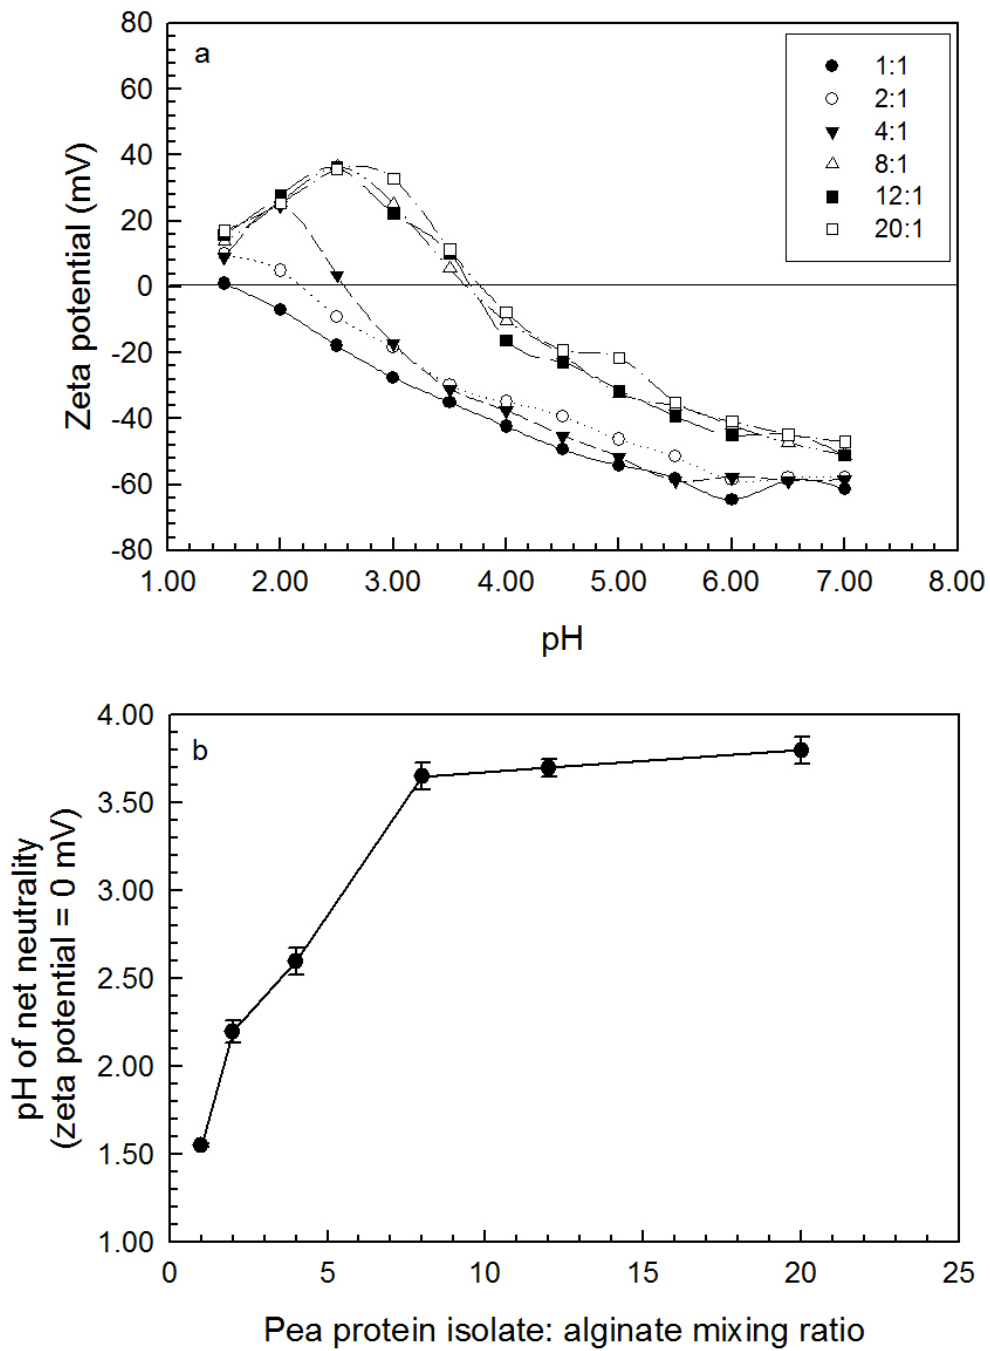 80
60
40
20
0
-20
-40
-60
-80
Zeta potential (mV)
a
1:1
2:1
4:1
8:1
12:1
20:1
1.00 2.00 3.00 4.00 5.00 6.00 7.00 8.00
pH
4.00
3.50
3.00
2.50
2.00
1.50
1.00
pH of net neutrality
(zeta potential = 0 mV)
b
0 5 10 15 20 25
Pea protein isolate: alginate mixing ratio